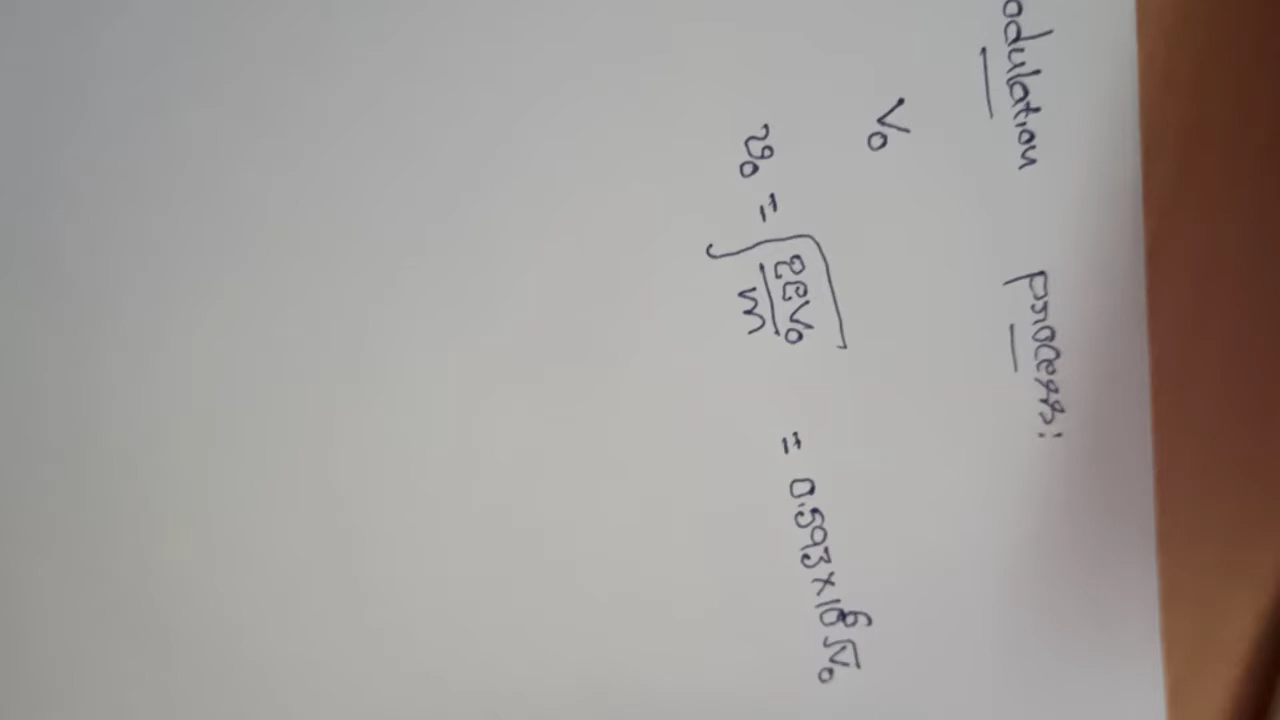 odulation process:
V₀
v₀ = √(2eV₀/m) = 0.593×10⁶√V₀